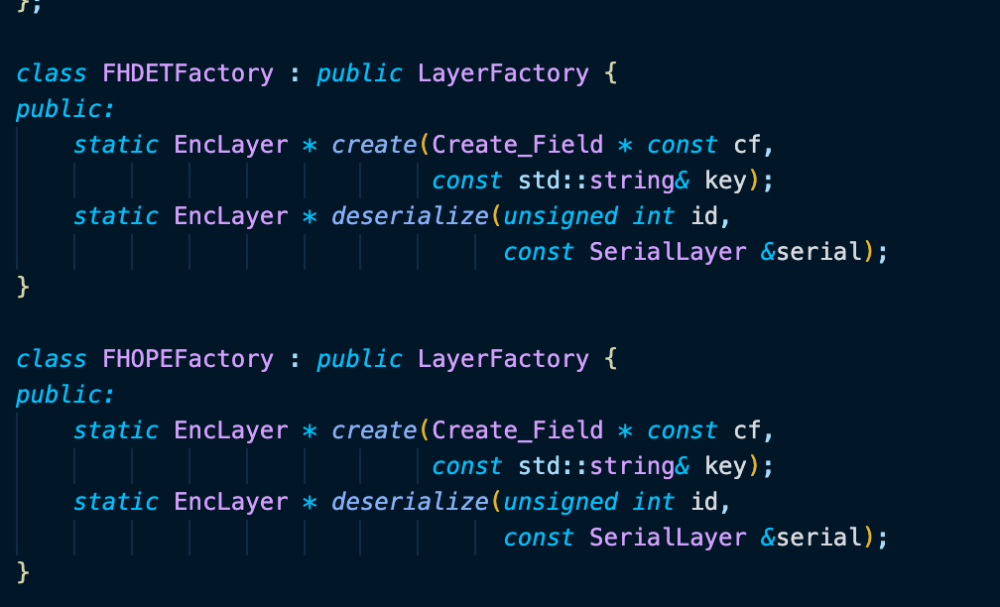 };
class FHDETFactory : public LayerFactory {
public:
    static EncLayer * create(Create_Field * const cf,
                             const std::string& key);
    static EncLayer * deserialize(unsigned int id,
                                  const SerialLayer &serial);
}
class FHOPEFactory : public LayerFactory {
public:
    static EncLayer * create(Create_Field * const cf,
                             const std::string& key);
    static EncLayer * deserialize(unsigned int id,
                                  const SerialLayer &serial);
}